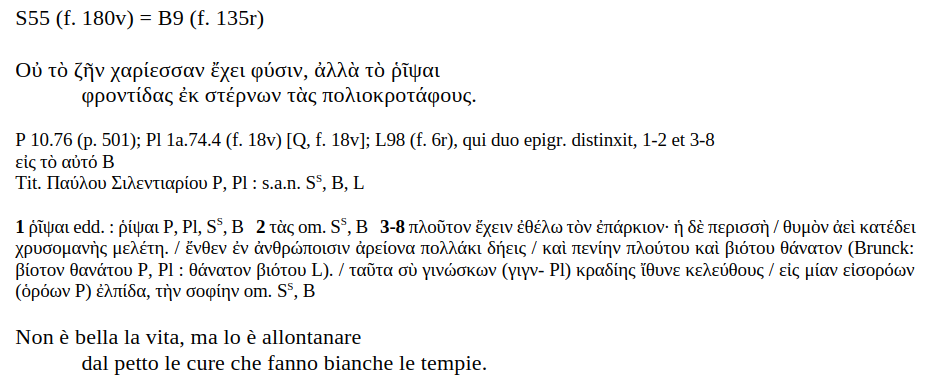 S55 (f. 180v) = B9 (f. 135r)
Οὐ τὸ ζῆν χαρίεσσαν ἔχει φύσιν, ἀλλὰ τὸ ῥῖψαι
φροντίδας ἐκ στέρνων τὰς πολιοκροτάφους.
P 10.76 (p. 501); Pl 1a.74.4 (f. 18v) [Q, f. 18v]; L98 (f. 6r), qui duo epigr. distinxit, 1-2 et 3-8
εἰς τὸ αὐτό B
Tit. Παύλου Σιλεντιαρίου P, Pl : s.a.n. Sˢ, B, L
1 ῥῖψαι edd. : ῥίψαι P, Pl, Sˢ, B 2 τὰς om. Sˢ, B 3-8 πλοῦτον ἔχειν ἐθέλω τὸν ἐπάρκιον· ἡ δὲ περισσὴ / θυμὸν ἀεὶ κατέδει
χρυσομανὴς μελέτη. / ἔνθεν ἐν ἀνθρώποισιν ἀρείονα πολλάκι δήεις / καὶ πενίην πλούτου καὶ βιότου θάνατον (Brunck:
βίοτον θανάτου P, Pl : θάνατον βιότου L). / ταῦτα σὺ γινώσκων (γιγν- Pl) κραδίης ἴθυνε κελεύθους / εἰς μίαν εἰσορόων
(ὁρόων P) ἐλπίδα, τὴν σοφίην om. Sˢ, B
Non è bella la vita, ma lo è allontanare
dal petto le cure che fanno bianche le tempie.